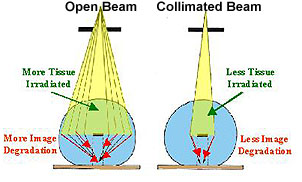 Open Beam
Collimated Beam
More Tissue
Irradiated
Less Tissue
Irradiated
More Image
Degradation
Less Image
Degradation